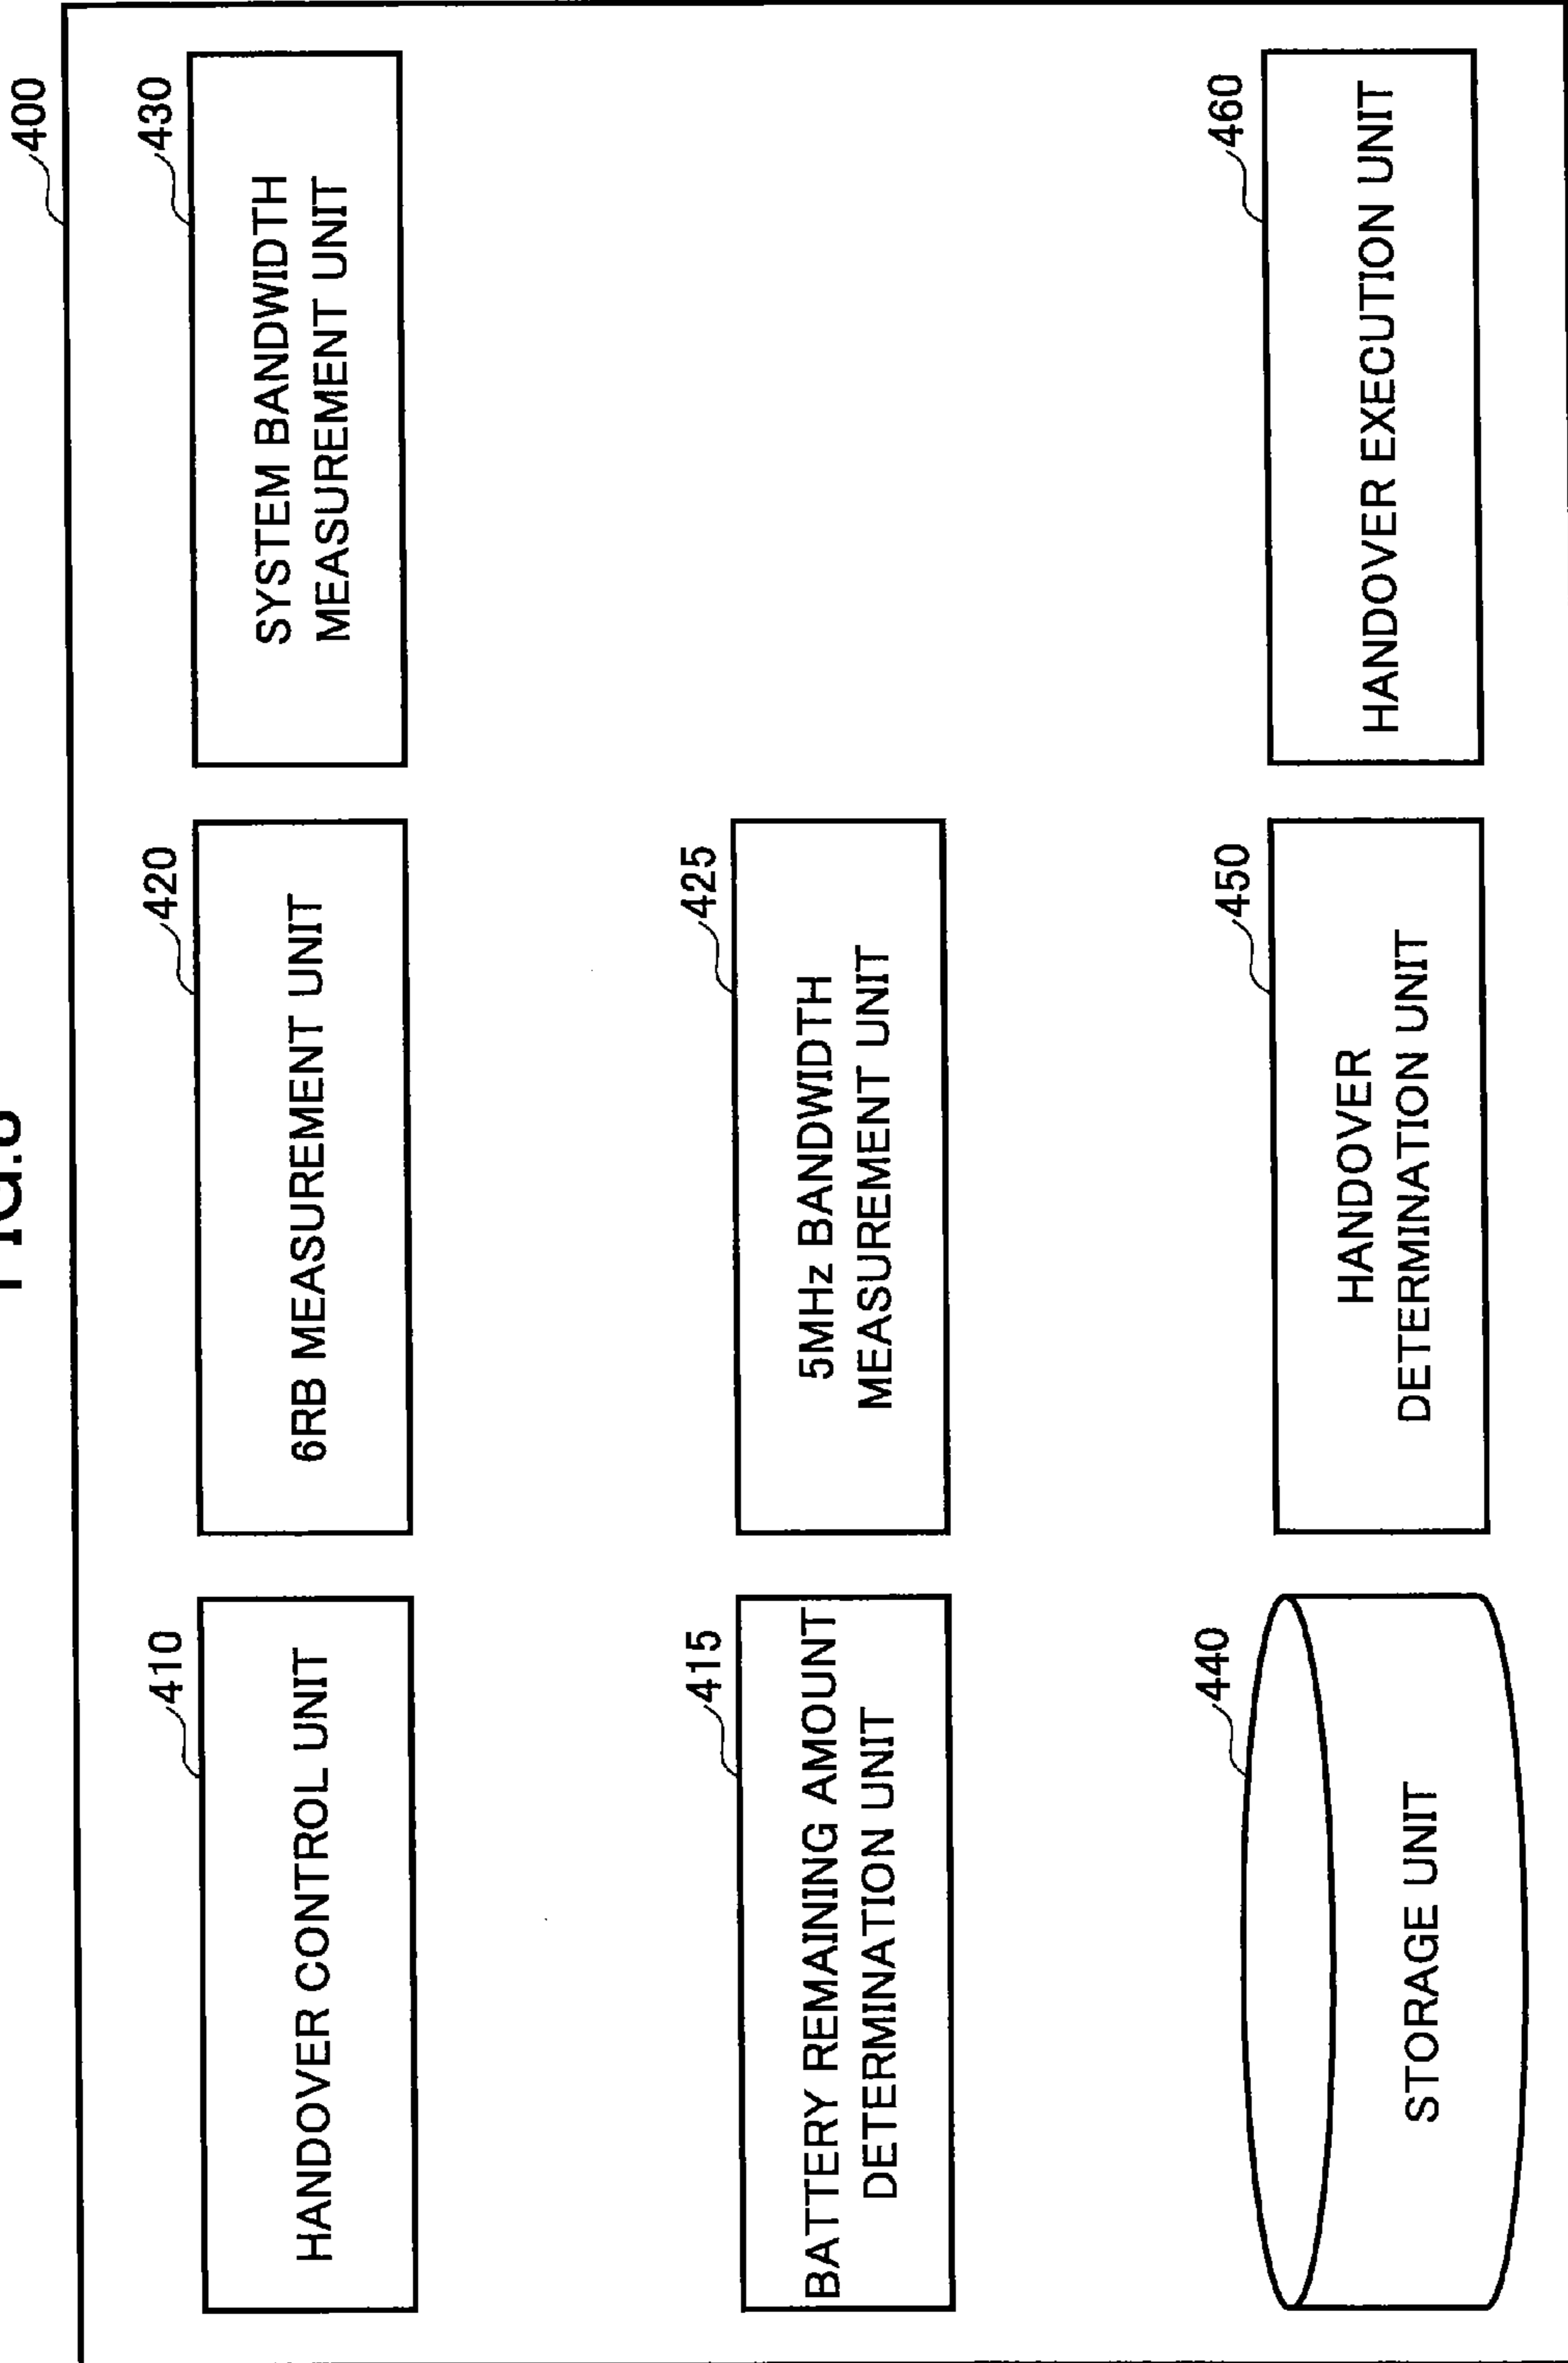 400
410
HANDOVER CONTROL UNIT
420
6RB MEASUREMENT UNIT
430
SYSTEM BANDWIDTH
MEASUREMENT UNIT
415
BATTERY REMAINING AMOUNT
DETERMINATION UNIT
425
5MHz BANDWIDTH
MEASUREMENT UNIT
440
STORAGE UNIT
450
HANDOVER
DETERMINATION UNIT
460
HANDOVER EXECUTION UNIT